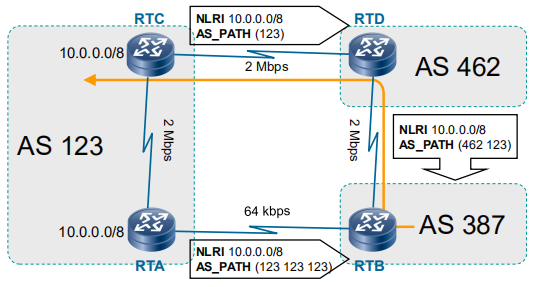 RTC
NLRI 10.0.0.0/8
AS_PATH (123)
RTD
10.0.0.0/8
2 Mbps
AS 462
AS 123
2 Mbps
2 Mbps
NLRI 10.0.0.0/8
AS_PATH (462 123)
64 kbps
AS 387
10.0.0.0/8
RTA
NLRI 10.0.0.0/8
AS_PATH (123 123 123)
RTB